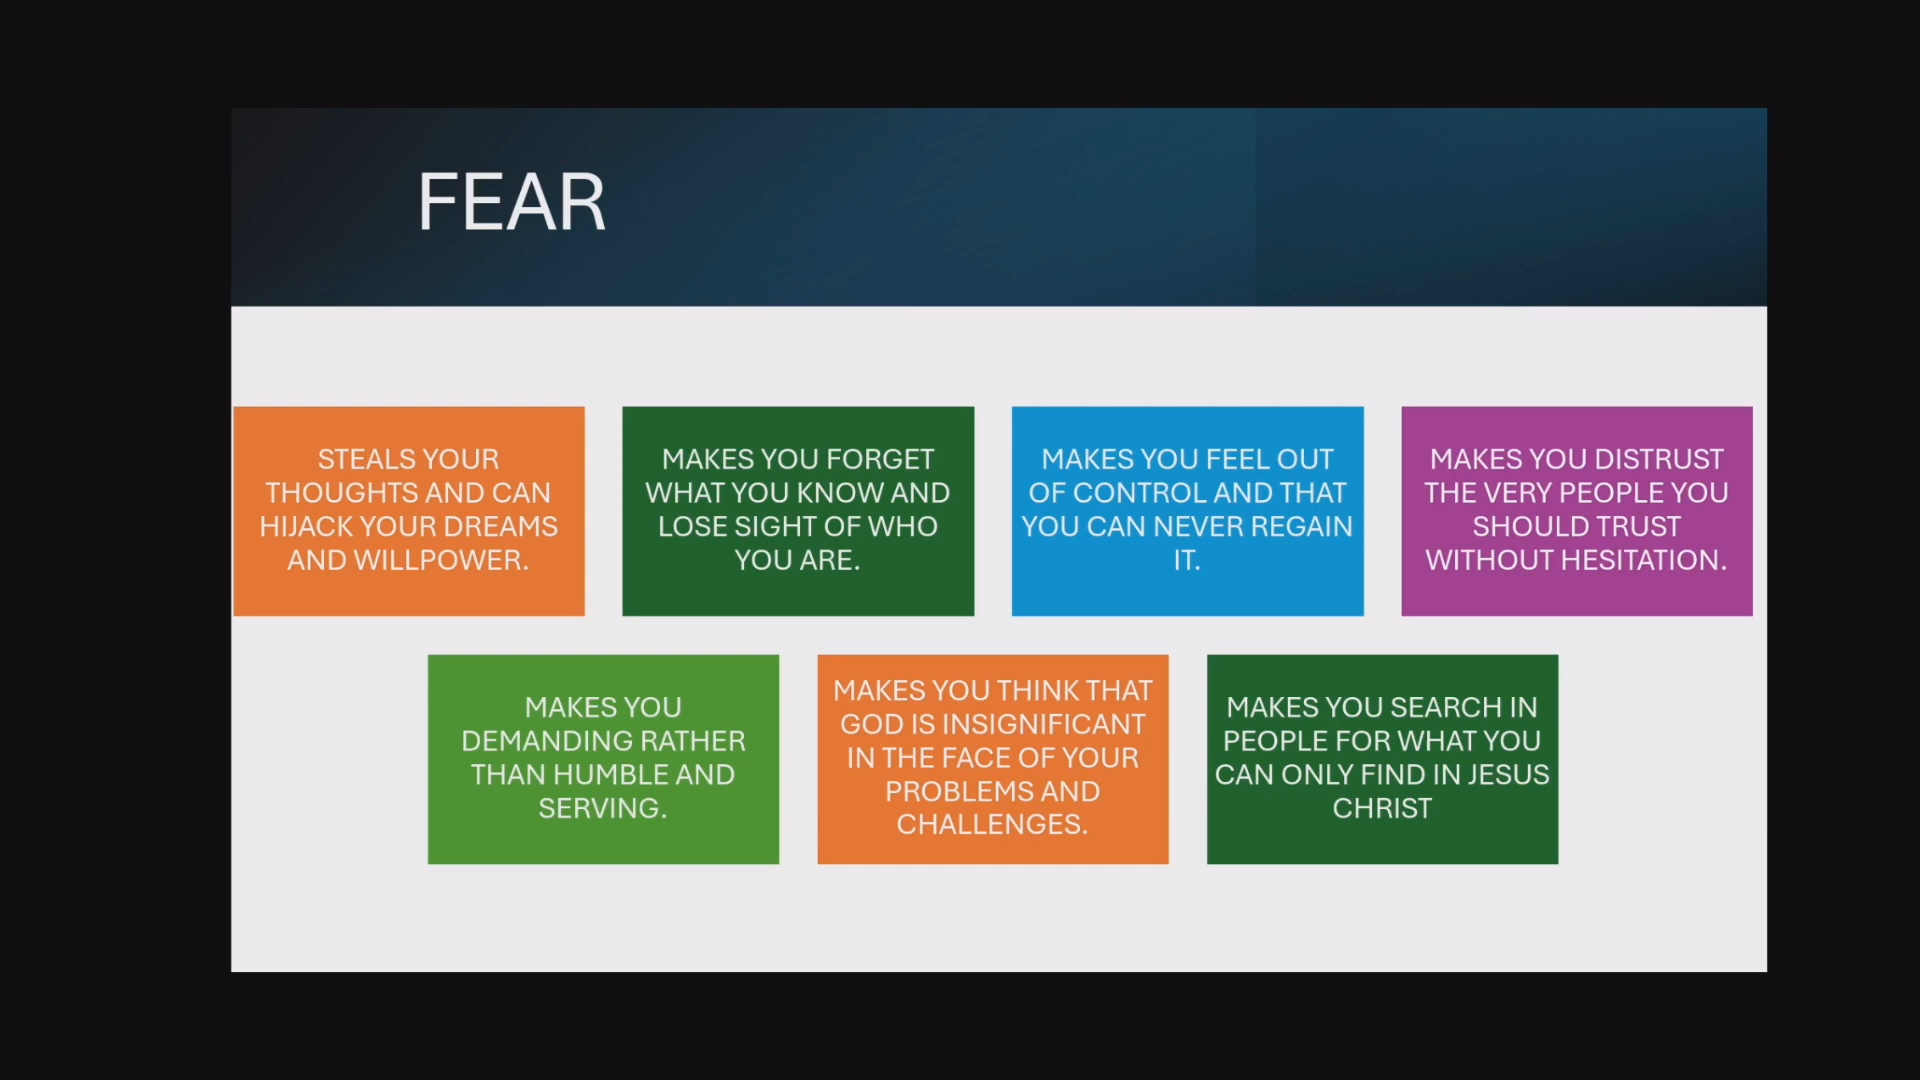 FEAR
STEALS YOUR
THOUGHTS AND CAN
HIJACK YOUR DREAMS
AND WILLPOWER.
MAKES YOU FORGET
WHAT YOU KNOW AND
LOSE SIGHT OF WHO
YOU ARE.
MAKES YOU FEEL OUT
OF CONTROL AND THAT
YOU CAN NEVER REGAIN
IT.
MAKES YOU DISTRUST
THE VERY PEOPLE YOU
SHOULD TRUST
WITHOUT HESITATION.
MAKES YOU
DEMANDING RATHER
THAN HUMBLE AND
SERVING.
MAKES YOU THINK THAT
GOD IS INSIGNIFICANT
IN THE FACE OF YOUR
PROBLEMS AND
CHALLENGES.
MAKES YOU SEARCH IN
PEOPLE FOR WHAT YOU
CAN ONLY FIND IN JESUS
CHRIST